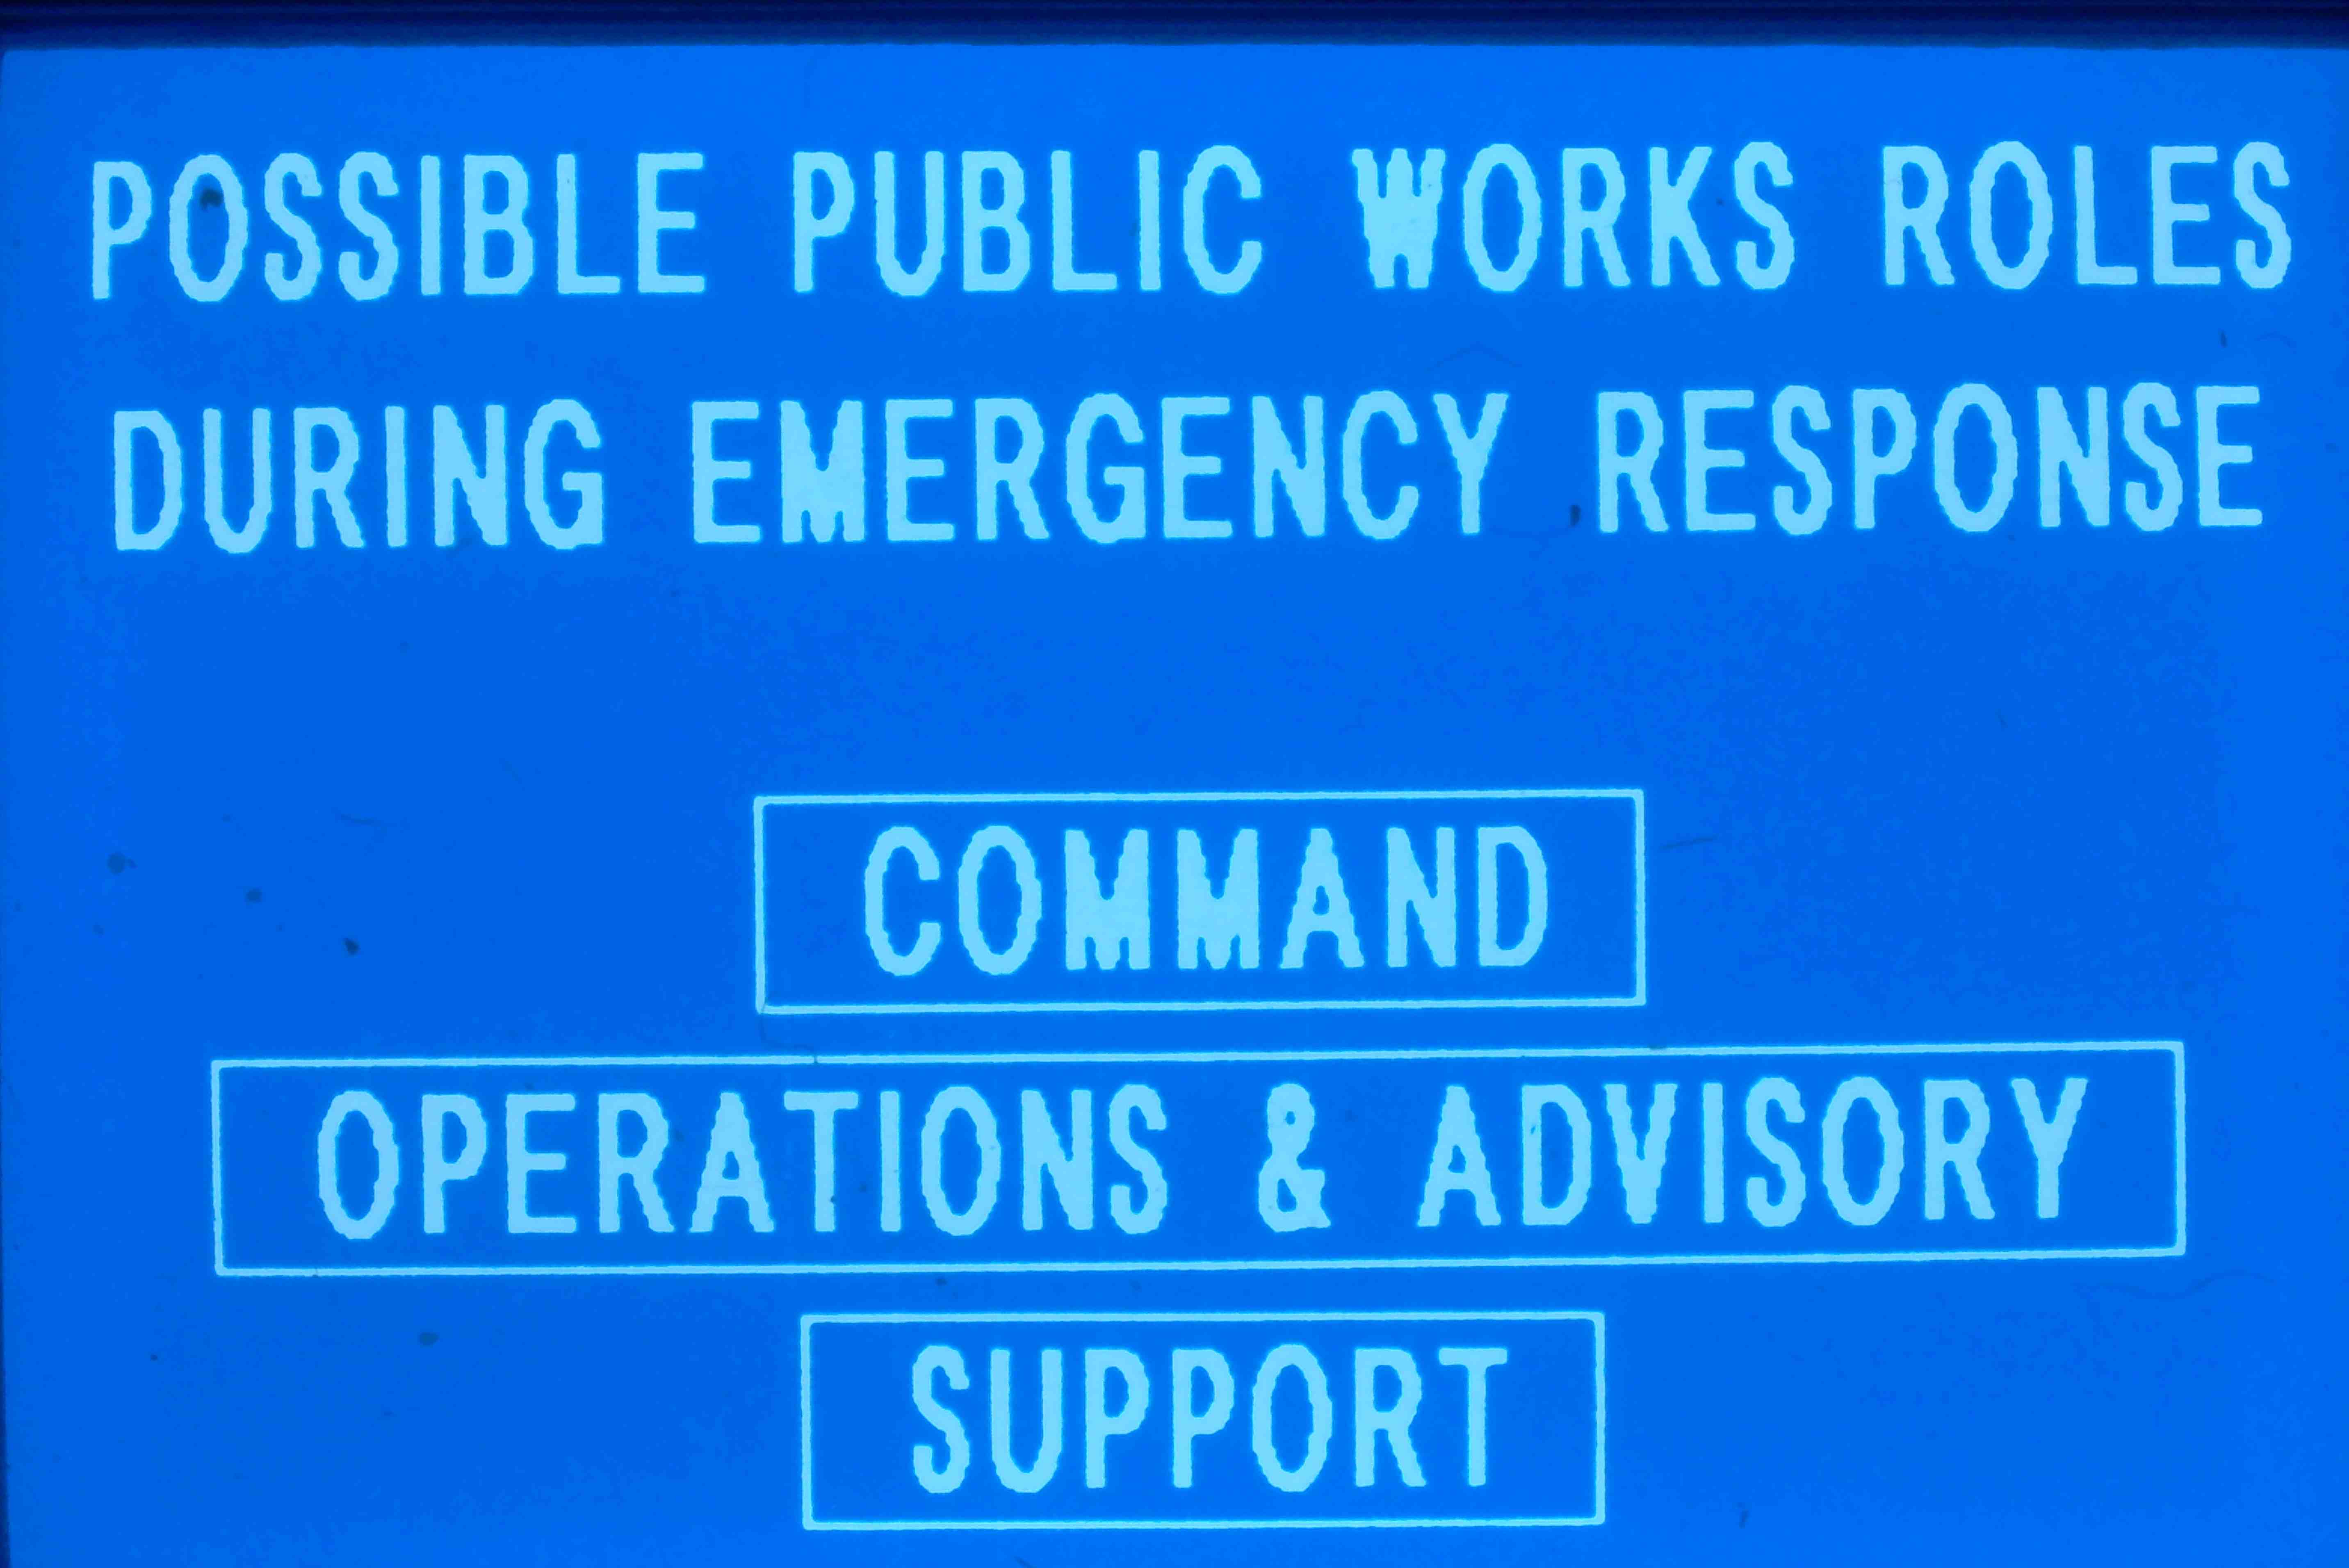 POSSIBLE PUBLIC WORKS ROLES
DURING EMERGENCY RESPONSE
COMMAND
OPERATIONS & ADVISORY
SUPPORT